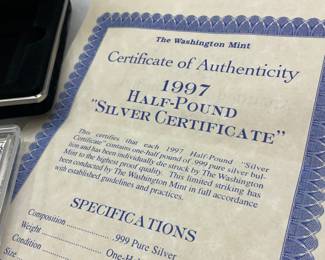 The Washington Mint
Certificate of Authenticity
1997
HALF-POUND
"SILVER CERTIFICATE"
This certifies that each 1997 Half-Pound "Silver
Certificate" contains one-half pound of .999 pure silver bul-
lion and has been individually die struck by The Washington
Mint to the highest proof quality. This limited striking has
been conducted by The Washington Mint in full accordance
with established guidelines and practices.
SPECIFICATIONS
Composition .999 Pure Silver
Weight One-Ha
Condition
Size